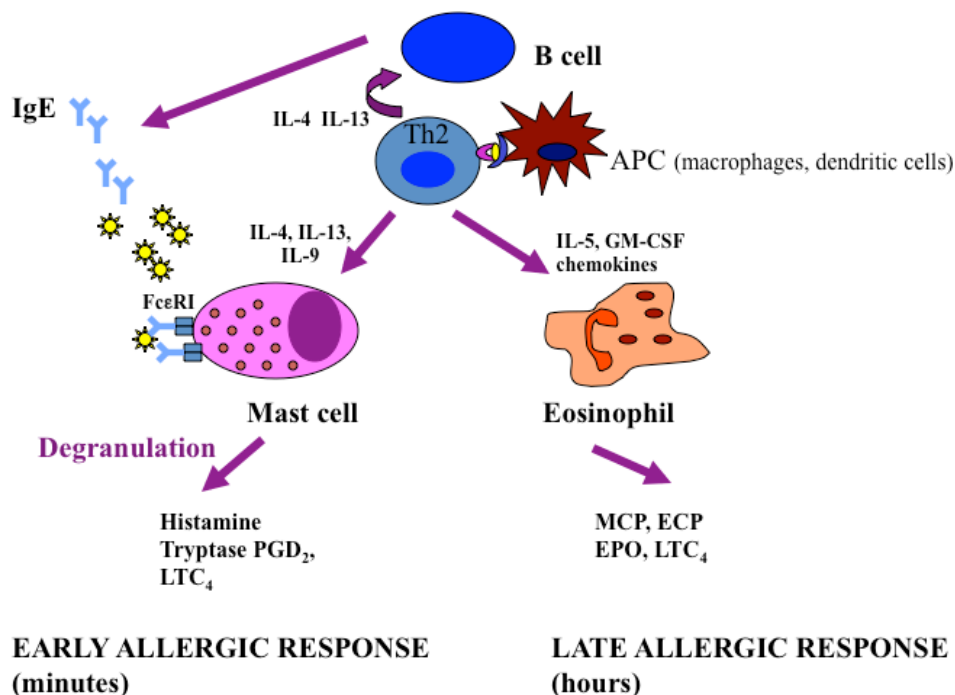 B cell
IgE
IL-4 IL-13
Th2
APC (macrophages, dendritic cells)
IL-4, IL-13,
IL-9
IL-5, GM-CSF
chemokines
FcεRI
Mast cell
Eosinophil
Degranulation
Histamine
Tryptase PGD₂,
LTC₄
MCP, ECP
EPO, LTC₄
EARLY ALLERGIC RESPONSE
(minutes)
LATE ALLERGIC RESPONSE
(hours)